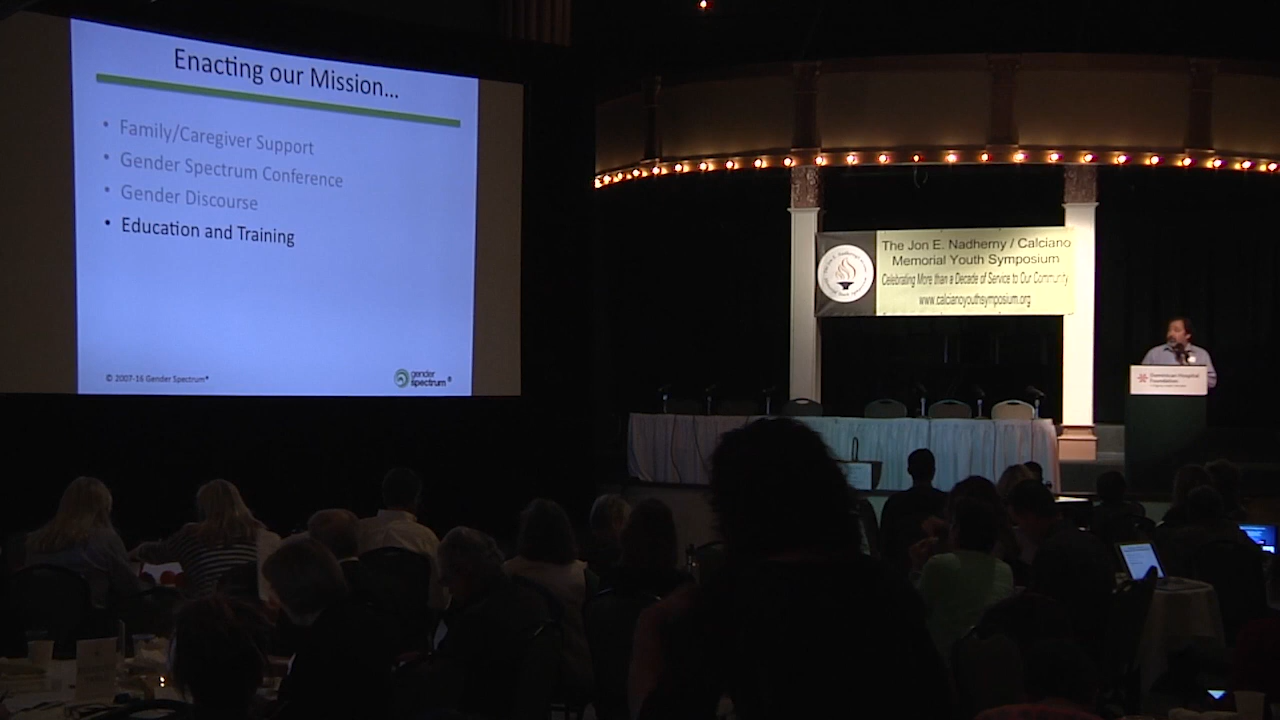 Enacting our Mission...
• Family/Caregiver Support
• Gender Spectrum Conference
• Gender Discourse
• Education and Training
© 2007-16 Gender Spectrum®
gender
spectrum®
The Jon E. Nadherny / Calciano
Memorial Youth Symposium
Celebrating More than a Decade of Service to Our Community
www.calcianoyouthsymposium.org
Dominican Hospital
Foundation